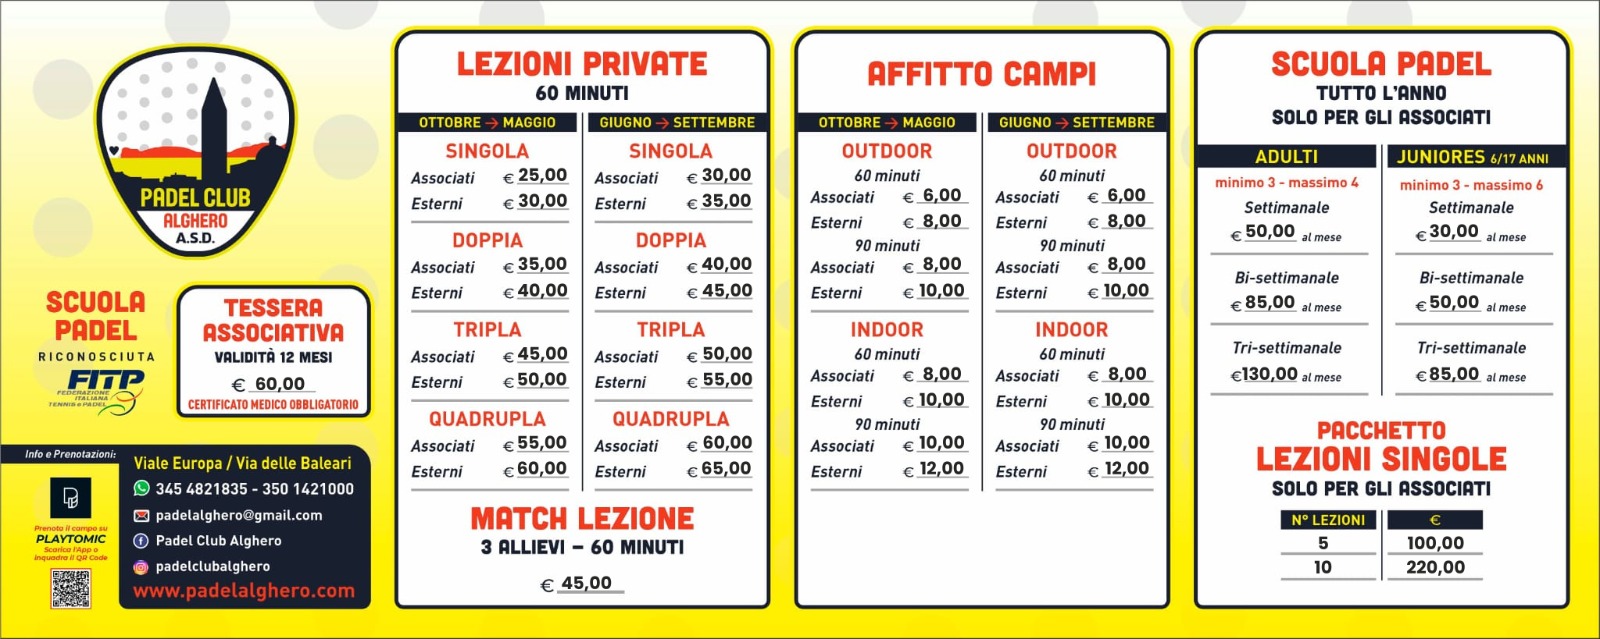 PADEL CLUB
ALGHERO
A.S.D.
SCUOLA
PADEL
RICONOSCIUTA
FITP
FEDERAZIONE
ITALIANA
TENNIS e PADEL
TESSERA
ASSOCIATIVA
VALIDITÀ 12 MESI
€ 60,00
CERTIFICATO MEDICO OBBLIGATORIO
Info e Prenotazioni:
Prenota il campo su
PLAYTOMIC
Scarica l'App o
inquadra il QR Code
Viale Europa / Via delle Baleari
345 4821835 - 350 1421000
padelalghero@gmail.com
Padel Club Alghero
padelclubalghero
www.padelalghero.com
LEZIONI PRIVATE
60 MINUTI
OTTOBRE → MAGGIO
SINGOLA
Associati € 25,00
Esterni € 30,00
DOPPIA
Associati € 35,00
Esterni € 40,00
TRIPLA
Associati € 45,00
Esterni € 50,00
QUADRUPLA
Associati € 55,00
Esterni € 60,00
GIUGNO → SETTEMBRE
SINGOLA
Associati € 30,00
Esterni € 35,00
DOPPIA
Associati € 40,00
Esterni € 45,00
TRIPLA
Associati € 50,00
Esterni € 55,00
QUADRUPLA
Associati € 60,00
Esterni € 65,00
MATCH LEZIONE
3 ALLIEVI – 60 MINUTI
€ 45,00
AFFITTO CAMPI
OTTOBRE → MAGGIO
OUTDOOR
60 minuti
Associati € 6,00
Esterni € 8,00
90 minuti
Associati € 8,00
Esterni € 10,00
INDOOR
60 minuti
Associati € 8,00
Esterni € 10,00
90 minuti
Associati € 10,00
Esterni € 12,00
GIUGNO → SETTEMBRE
OUTDOOR
60 minuti
Associati € 6,00
Esterni € 8,00
90 minuti
Associati € 8,00
Esterni € 10,00
INDOOR
60 minuti
Associati € 8,00
Esterni € 10,00
90 minuti
Associati € 10,00
Esterni € 12,00
SCUOLA PADEL
TUTTO L'ANNO
SOLO PER GLI ASSOCIATI
ADULTI
minimo 3 - massimo 4
Settimanale
€ 50,00 al mese
Bi-settimanale
€ 85,00 al mese
Tri-settimanale
€130,00 al mese
JUNIORES 6/17 ANNI
minimo 3 - massimo 6
Settimanale
€ 30,00 al mese
Bi-settimanale
€ 50,00 al mese
Tri-settimanale
€ 85,00 al mese
PACCHETTO
LEZIONI SINGOLE
SOLO PER GLI ASSOCIATI
N° LEZIONI €
5 100,00
10 220,00